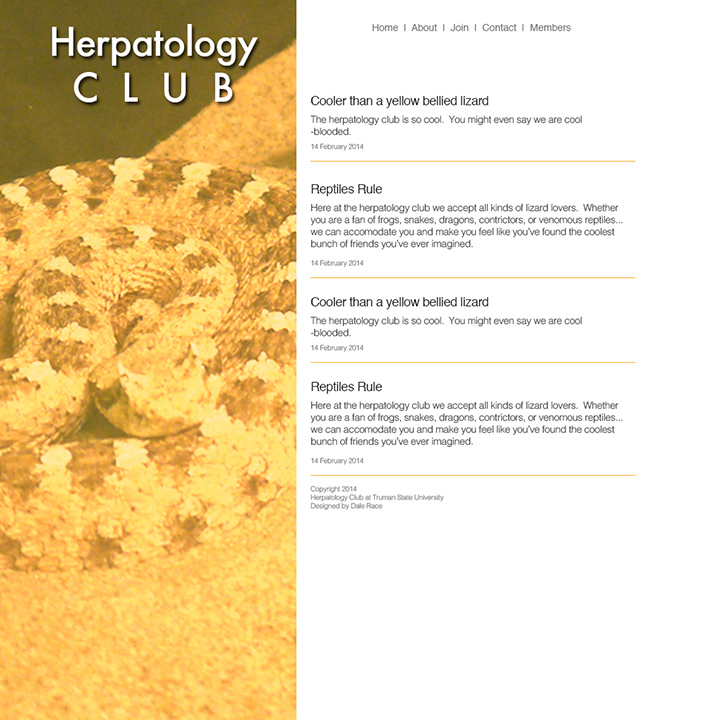 Herpatology
CLUB
Home | About | Join | Contact | Members
Cooler than a yellow bellied lizard
The herpatology club is so cool. You might even say we are cool
-blooded.
14 February 2014
Reptiles Rule
Here at the herpatology club we accept all kinds of lizard lovers. Whether
you are a fan of frogs, snakes, dragons, contrictors, or venomous reptiles...
we can accomodate you and make you feel like you've found the coolest
bunch of friends you've ever imagined.
14 February 2014
Cooler than a yellow bellied lizard
The herpatology club is so cool. You might even say we are cool
-blooded.
14 February 2014
Reptiles Rule
Here at the herpatology club we accept all kinds of lizard lovers. Whether
you are a fan of frogs, snakes, dragons, contrictors, or venomous reptiles...
we can accomodate you and make you feel like you've found the coolest
bunch of friends you've ever imagined.
14 February 2014
Copyright 2014
Herpatology Club at Truman State University
Designed by Dale Race